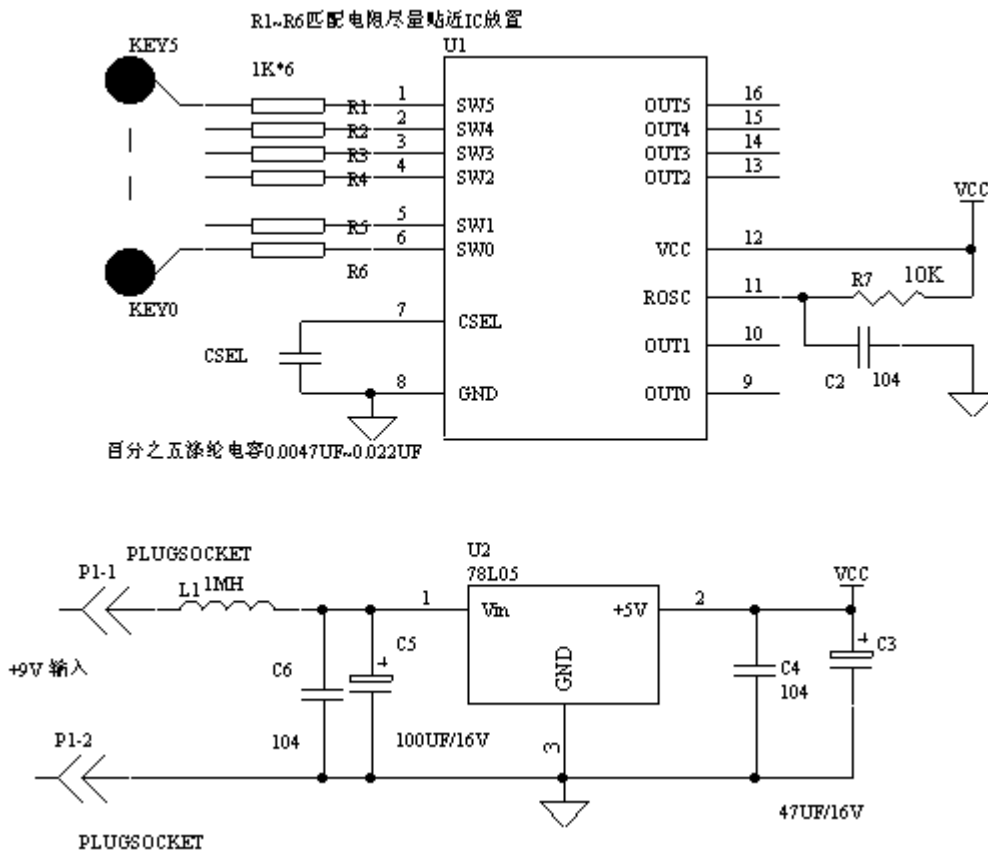 R1~R6匹配电阻尽量贴近IC放置
KEY5
U1
1K*6
R1
1
SW5
OUT5
16
R2
2
SW4
OUT4
15
R3
3
SW3
OUT3
14
R4
4
SW2
OUT2
13
VCC
R5
5
SW1
R6
6
SW0
VCC
12
KEY0
ROSC
11
R7
10K
7
CSEL
CSEL
OUT1
10
C2
104
8
GND
OUT0
9
百分之五涤纶电容0.0047UF~0.022UF
PLUGSOCKET
P1-1
L1
1MH
U2
78L05
1
Vin
+5V
2
VCC
GND
3
+9V 输入
C6
104
C5
+
100UF/16V
C4
104
+
C3
47UF/16V
P1-2
PLUGSOCKET